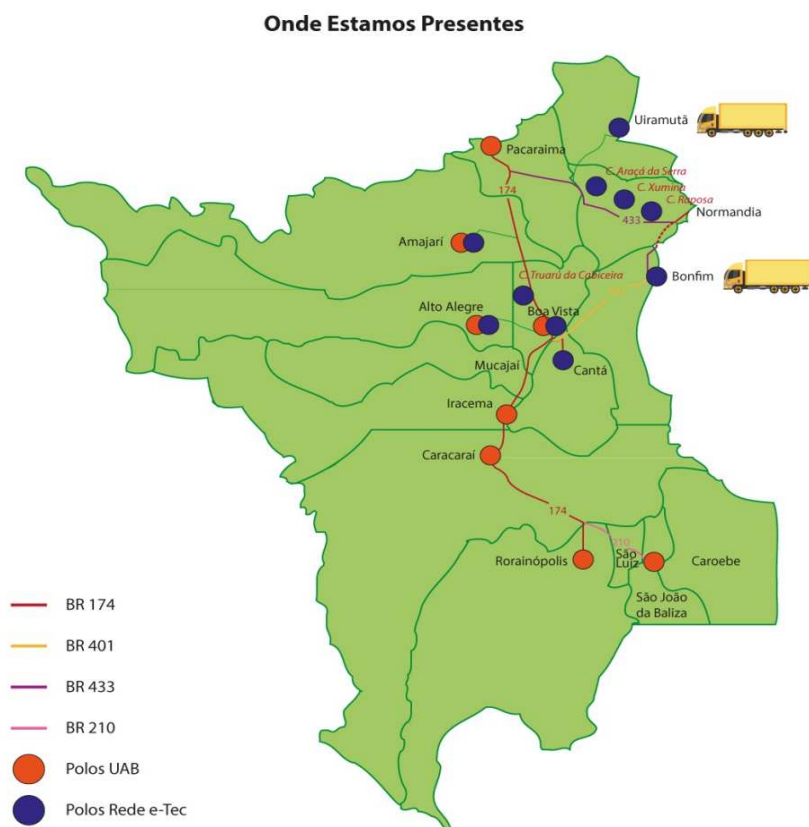 Onde Estamos Presentes
Uiramutã
Pacaraima
C. Araçá da Serra
174
C. Xumina
C. Raposa
Normandia
433
Amajarí
C. Truarú da Cabiceira
Bonfim
Alto Alegre
Boa Vista
Mucajaí
Cantá
Iracema
Caracaraí
174
210
Rorainópolis
São
Luiz
Caroebe
São João
da Baliza
BR 174
BR 401
BR 433
BR 210
Polos UAB
Polos Rede e-Tec